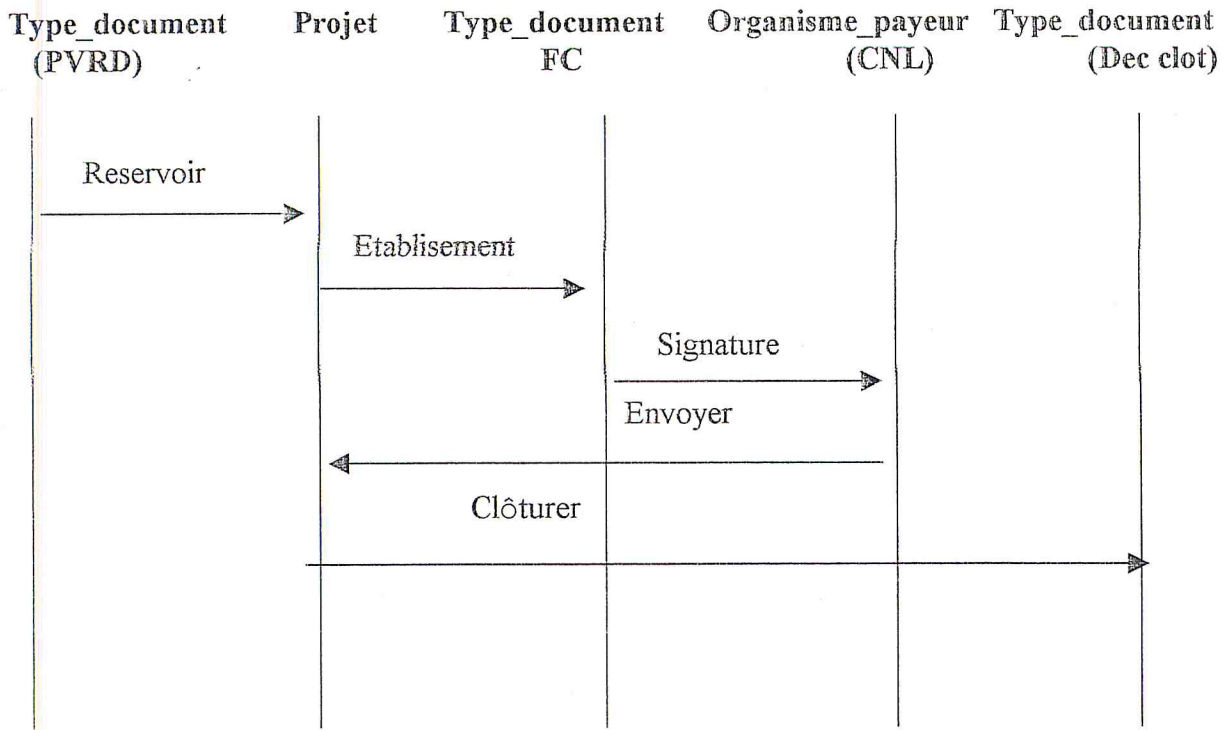 Type_document Projet Type_document Organisme_payeur Type_document
(PVRD) FC (CNL) (Dec clot)
Reservoir
Etablisement
Signature
Envoyer
Clôturer